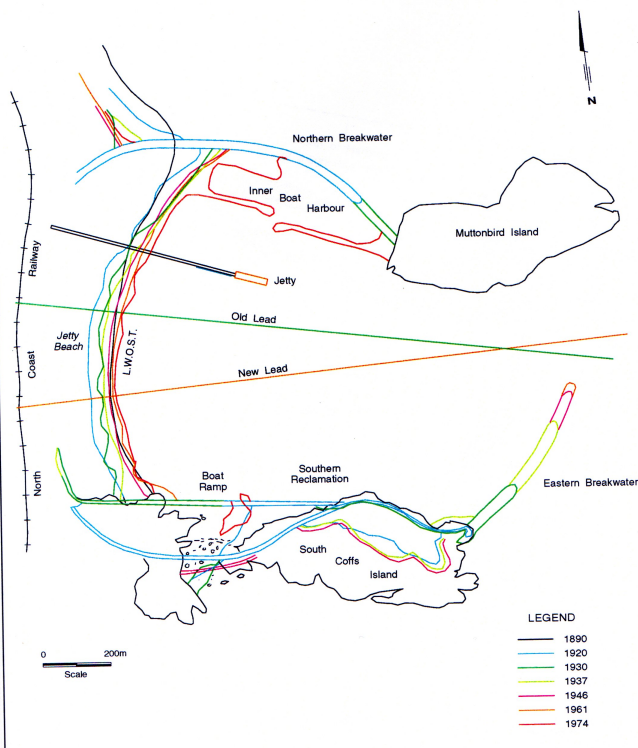 N
Northern Breakwater
Inner
Boat
Harbour
Muttonbird Island
Railway
Jetty
Old Lead
Jetty
Beach
L.W.O.S.T.
Coast
New Lead
North
Boat
Ramp
Southern
Reclamation
Eastern Breakwater
South
Coffs
Island
LEGEND
1890
1920
1930
1937
1946
1961
1974
0 200m
Scale